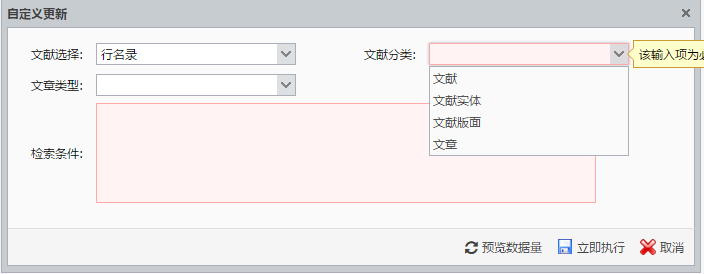 自定义更新
文献选择: 行名录 文献分类: 该输入项为
文献
文章类型: 文献实体
文献版面
文章
检索条件:
预览数据量 立即执行 取消